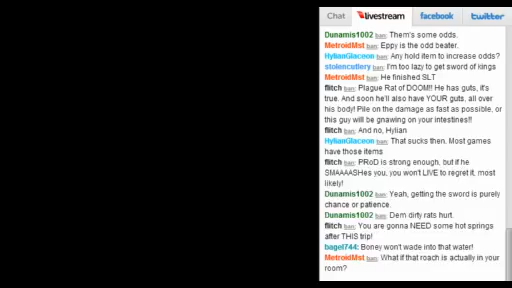 Chat livestream facebook twitter
Dunamis1002 ban: Them's some odds.
MetroidMst ban: Eppy is the odd beater.
HylianGlaceon ban: Any hold item to increase odds?
stolencutlery ban: I'm too lazy to get sword of kings
MetroidMst ban: He finished SLT
flitch ban: Plague Rat of DOOM!! He has guts, it's
true. And soon he'll also have YOUR guts, all over
his body! Pile on the damage as fast as possible, or
this guy will be gnawing on your intestines!!
flitch ban: And no, Hylian
HylianGlaceon ban: That sucks then. Most games
have those items
flitch ban: PRoD is strong enough, but if he
SMAAAASHes you, you won't LIVE to regret it, most
likely!
Dunamis1002 ban: Yeah, getting the sword is purely
chance or patience.
Dunamis1002 ban: Dem dirty rats hurt.
flitch ban: You are gonna NEED some hot springs
after THIS trip!
bagel744: Boney won't wade into that water!
MetroidMst ban: What if that roach is actually in your
room?